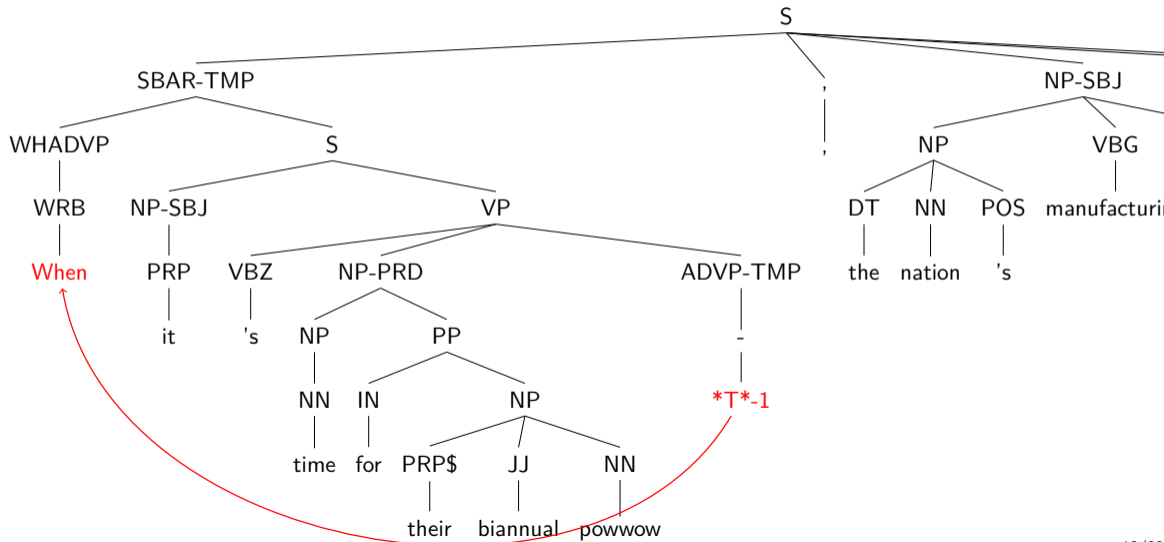 S
SBAR-TMP , NP-SBJ
WHADVP S , NP VBG
WRB NP-SBJ VP DT NN POS manufacturin
When PRP VBZ NP-PRD ADVP-TMP the nation 's
it 's NP PP -
NN IN NP *T*-1
time for PRP$ JJ NN
their biannual powwow